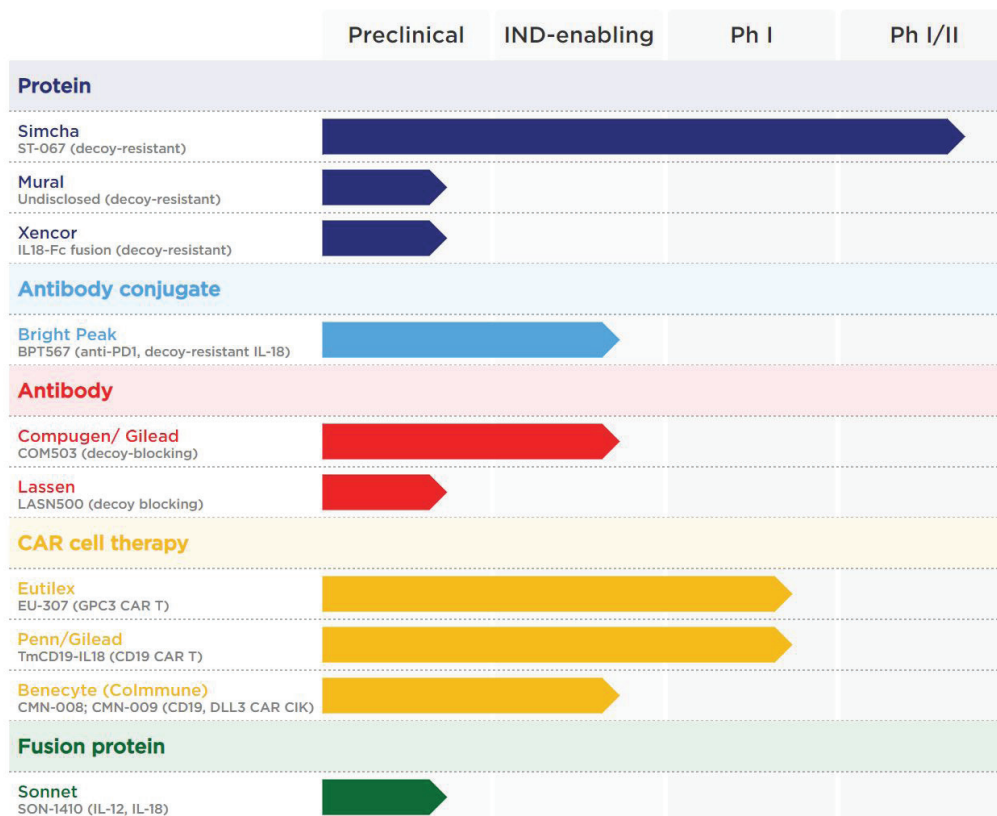 Preclinical IND-enabling Ph I Ph I/II
Protein
Simcha
ST-067 (decoy-resistant)
Mural
Undisclosed (decoy-resistant)
Xencor
IL18-Fc fusion (decoy-resistant)
Antibody conjugate
Bright Peak
BPT567 (anti-PD1, decoy-resistant IL-18)
Antibody
Compugen/ Gilead
COM503 (decoy-blocking)
Lassen
LASN500 (decoy blocking)
CAR cell therapy
Eutilex
EU-307 (GPC3 CAR T)
Penn/Gilead
TmCD19-IL18 (CD19 CAR T)
Benecyte (CoImmune)
CMN-008; CMN-009 (CD19, DLL3 CAR CIK)
Fusion protein
Sonnet
SON-1410 (IL-12, IL-18)